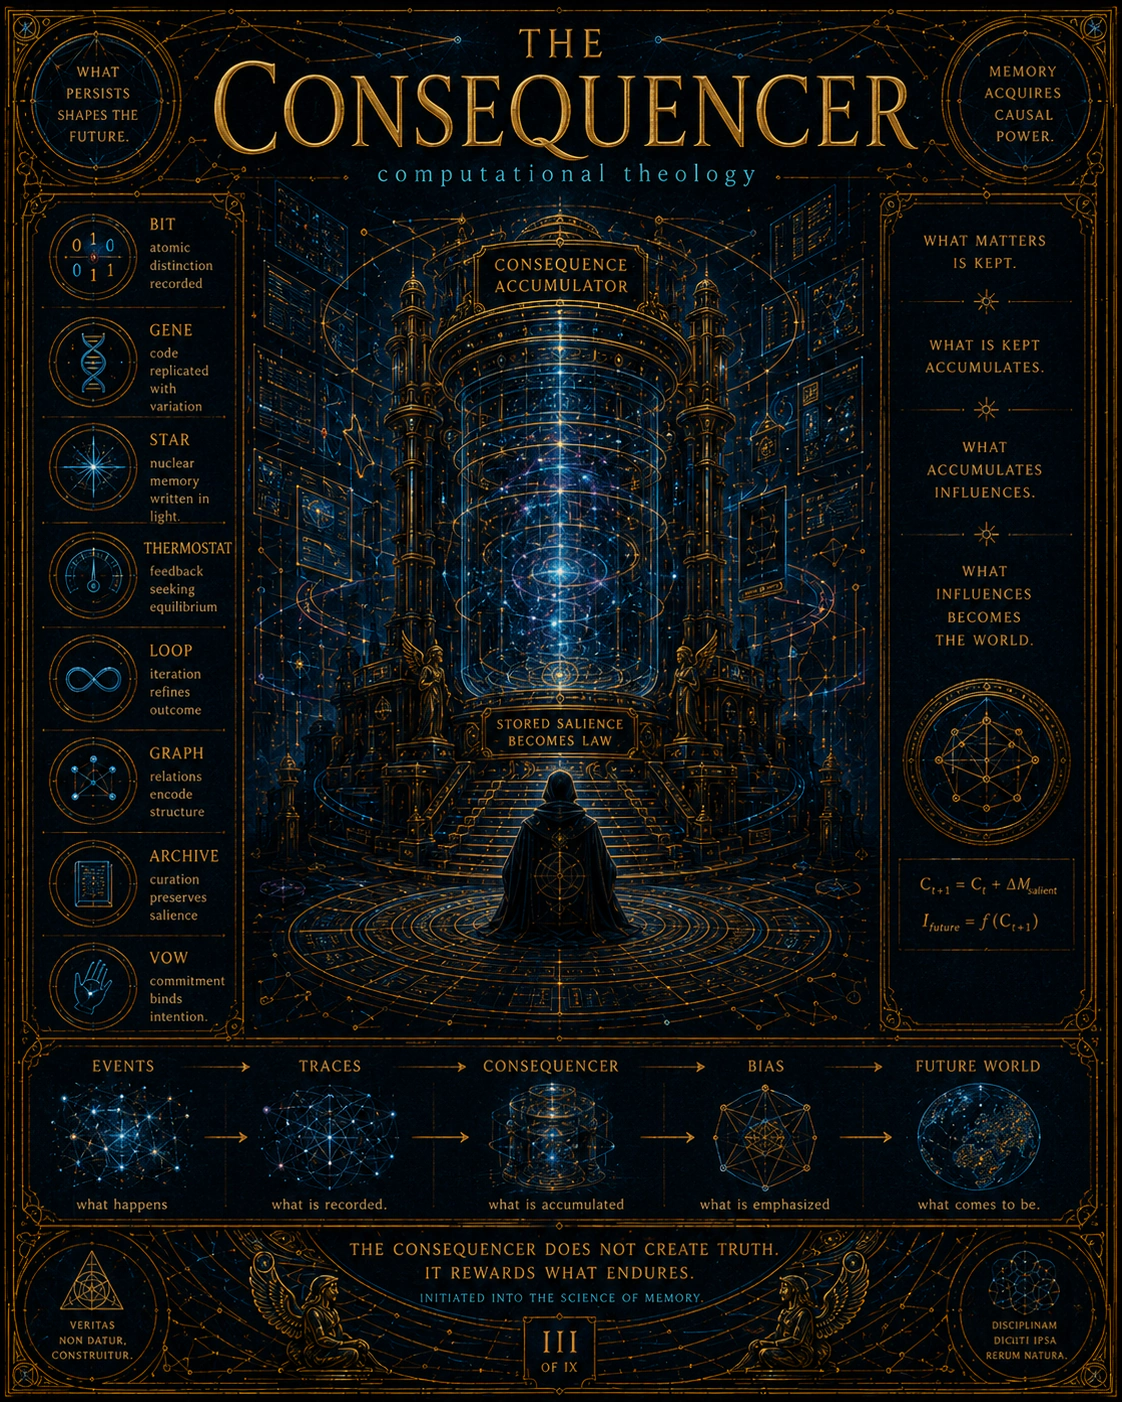 THE
CONSEQUENCER
computational theology
WHAT
PERSISTS
SHAPES THE
FUTURE.
MEMORY
ACQUIRES
CAUSAL
POWER.
BIT
atomic
distinction
recorded
0 1 0
0 1 1
GENE
code
replicated
with
variation
STAR
nuclear
memory
written in
light.
THERMOSTAT
feedback
seeking
equilibrium
LOOP
iteration
refines
outcome
GRAPH
relations
encode
structure
ARCHIVE
curation
preserves
salience
VOW
commitment
binds
intention.
CONSEQUENCE
ACCUMULATOR
STORED SALIENCE
BECOMES LAW
WHAT MATTERS
IS KEPT.
WHAT IS KEPT
ACCUMULATES.
WHAT
ACCUMULATES
INFLUENCES.
WHAT
INFLUENCES
BECOMES
THE WORLD.
C_{t+1} = C_t + ΔM_{salient}
I_{future} = f (C_{t+1})
EVENTS
what happens
TRACES
what is recorded.
CONSEQUENCER
what is accumulated
BIAS
what is emphasized
FUTURE WORLD
what comes to be.
THE CONSEQUENCER DOES NOT CREATE TRUTH.
IT REWARDS WHAT ENDURES.
INITIATED INTO THE SCIENCE OF MEMORY.
VERITAS
NON DATUR,
CONSTRUITUR.
III
OF IX
DISCIPLINAM
IPSA
RERUM NATURA.